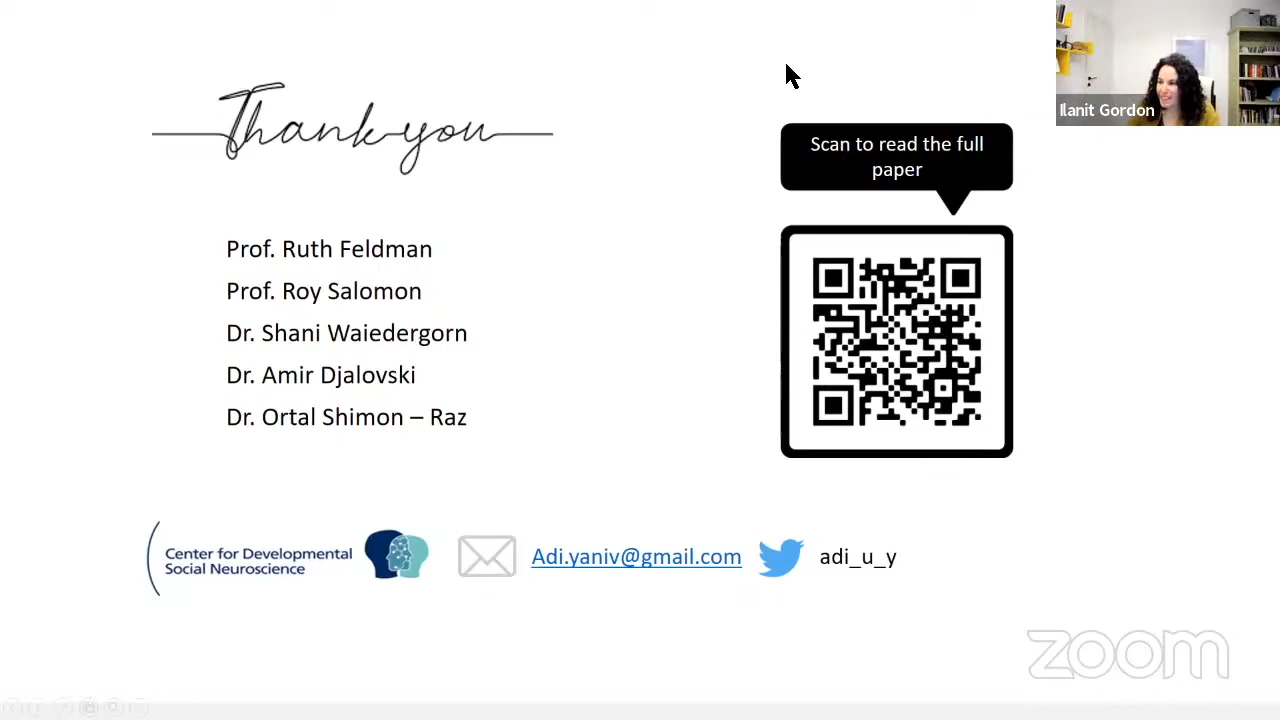 Thank you
Ilanit Gordon
Scan to read the full
paper
Prof. Ruth Feldman
Prof. Roy Salomon
Dr. Shani Waiedergorn
Dr. Amir Djalovski
Dr. Ortal Shimon – Raz
Center for Developmental
Social Neuroscience
Adi.yaniv@gmail.com
adi_u_y
zoom